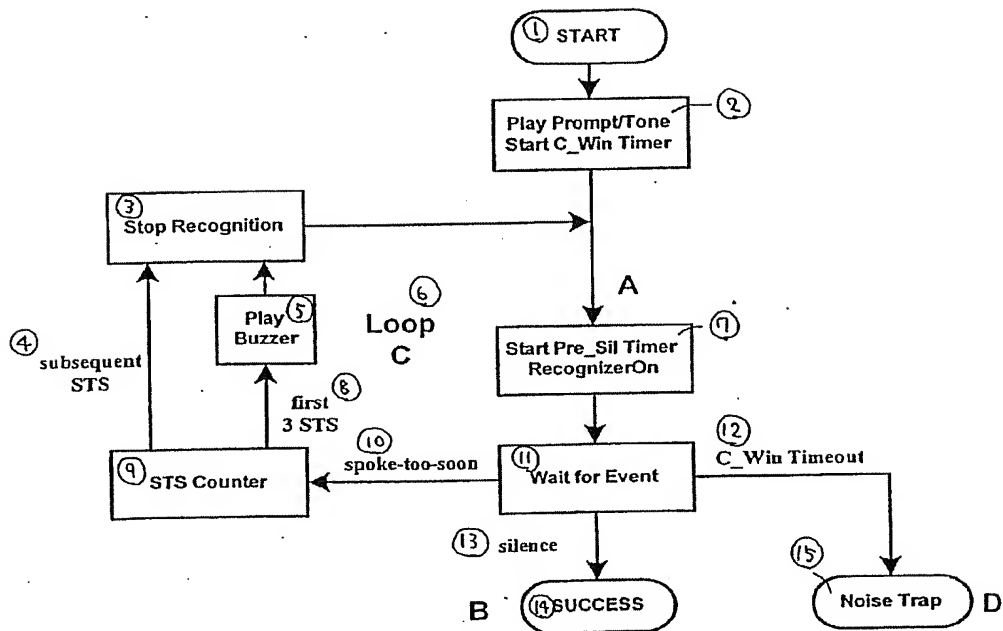 ① START
②
Play Prompt/Tone
Start C_Win Timer
③
Stop Recognition
A
⑥
Loop
C
⑤
Play
Buzzer
④
subsequent
STS
⑦
Start Pre_Sil Timer
RecognizerOn
⑧
first
3 STS
⑩
spoke-too-soon
⑫
C_Win Timeout
⑨ STS Counter
⑪ Wait for Event
⑬ silence
B
⑭ SUCCESS
⑮
Noise Trap
D